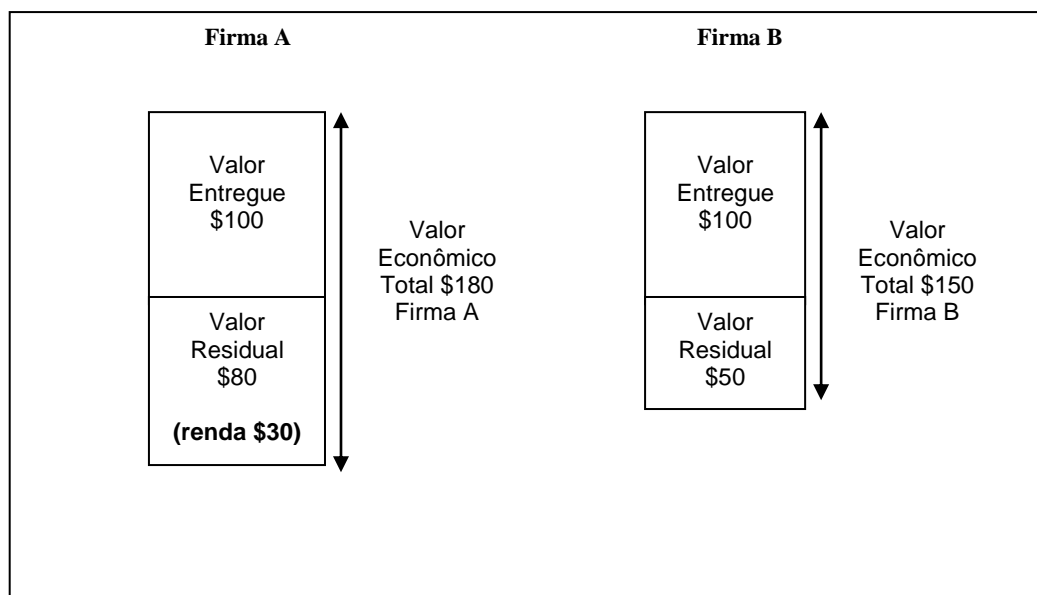 Firma A
Valor
Entregue
$100
Valor
Residual
$80
(renda $30)
Valor
Econômico
Total $180
Firma A
Firma B
Valor
Entregue
$100
Valor
Residual
$50
Valor
Econômico
Total $150
Firma B